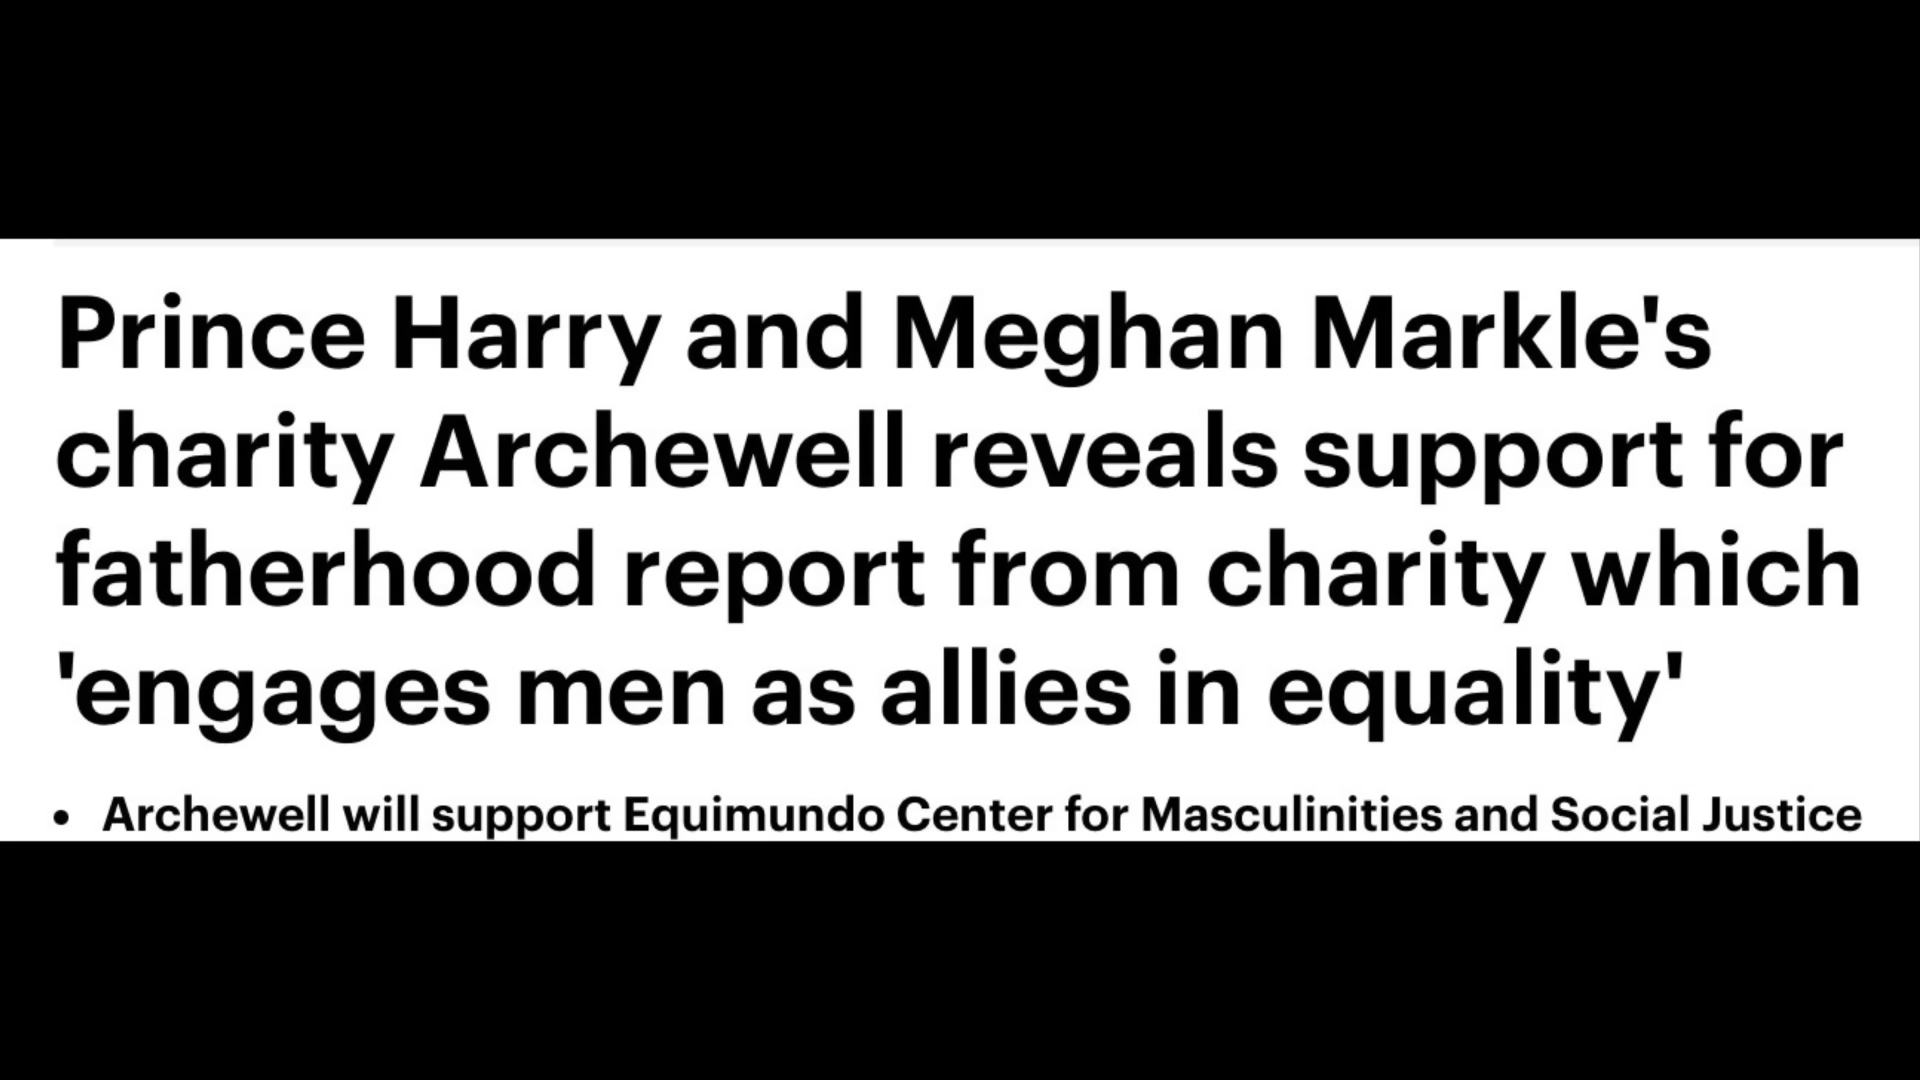 Prince Harry and Meghan Markle's
charity Archewell reveals support for
fatherhood report from charity which
'engages men as allies in equality'
• Archewell will support Equimundo Center for Masculinities and Social Justice